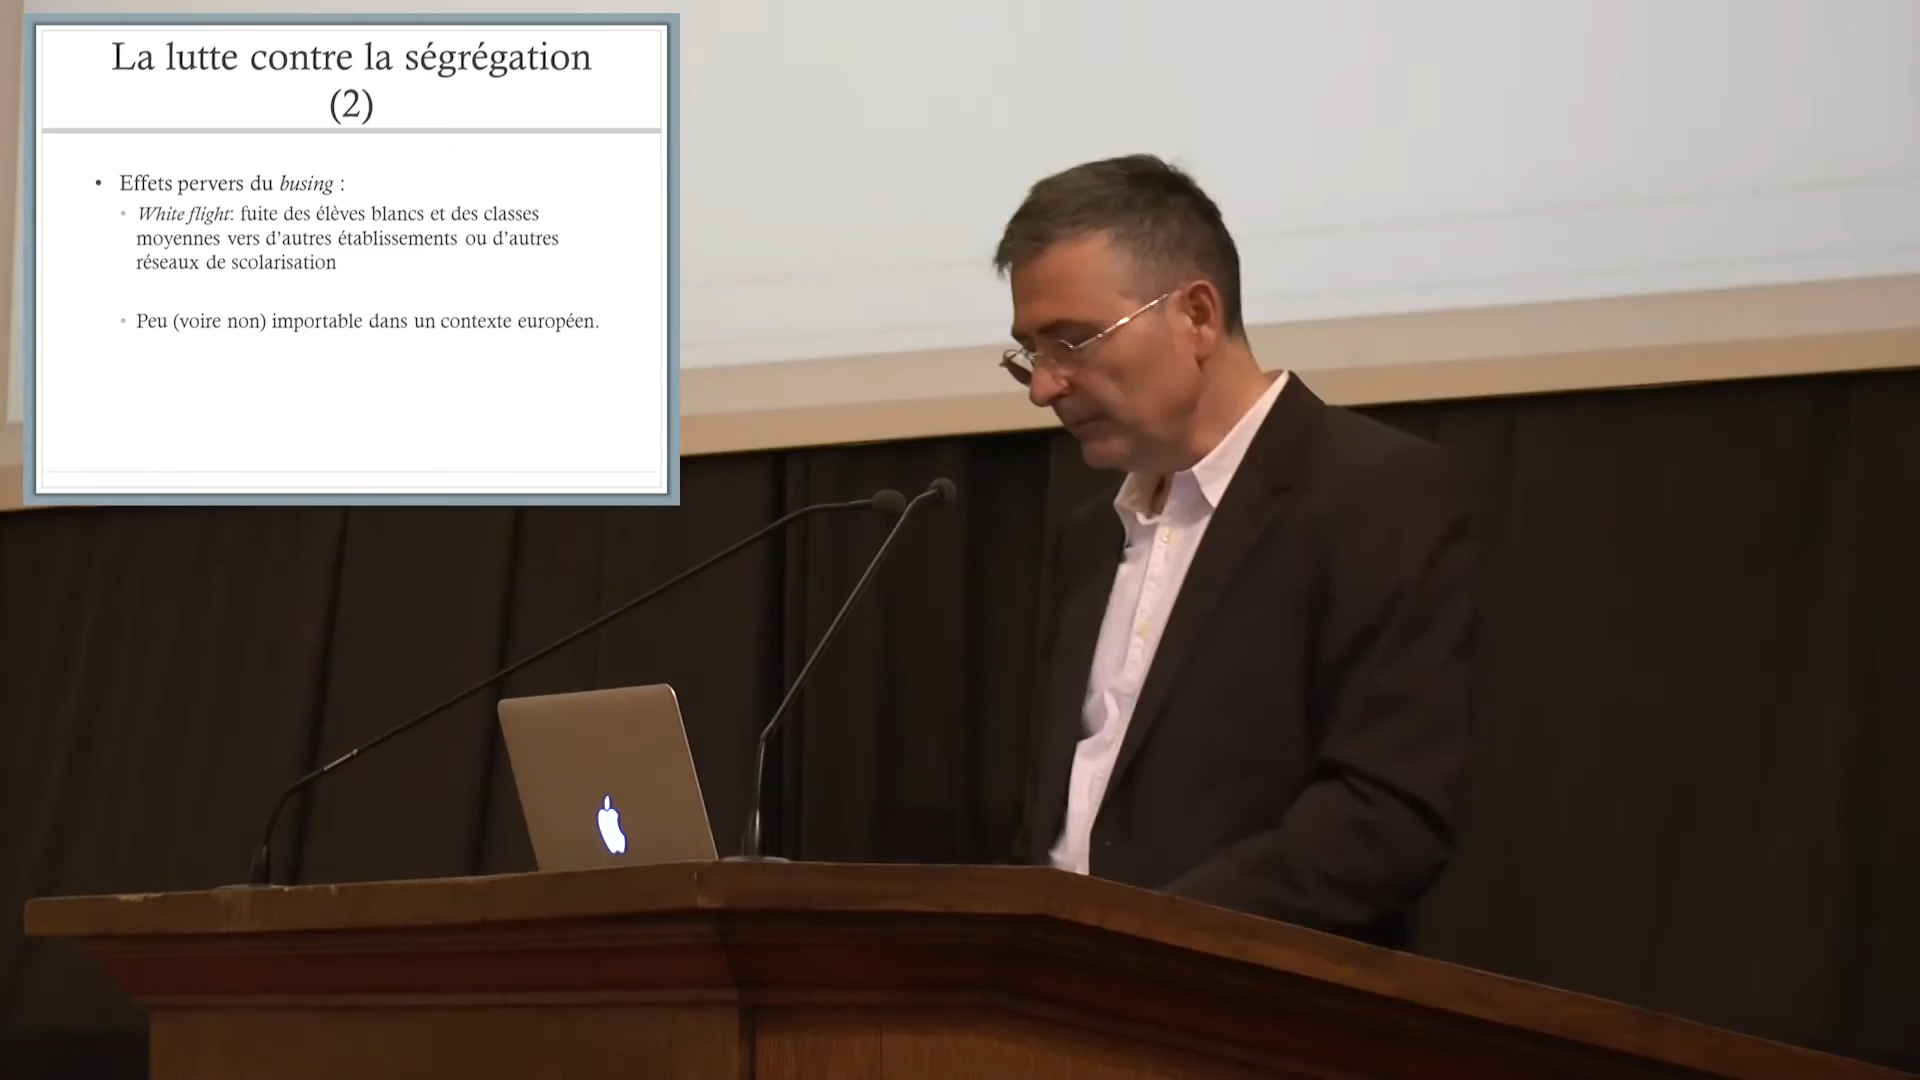 La lutte contre la ségrégation
(2)
• Effets pervers du busing :
• White flight: fuite des élèves blancs et des classes
moyennes vers d’autres établissements ou d’autres
réseaux de scolarisation
• Peu (voire non) importable dans un contexte européen.